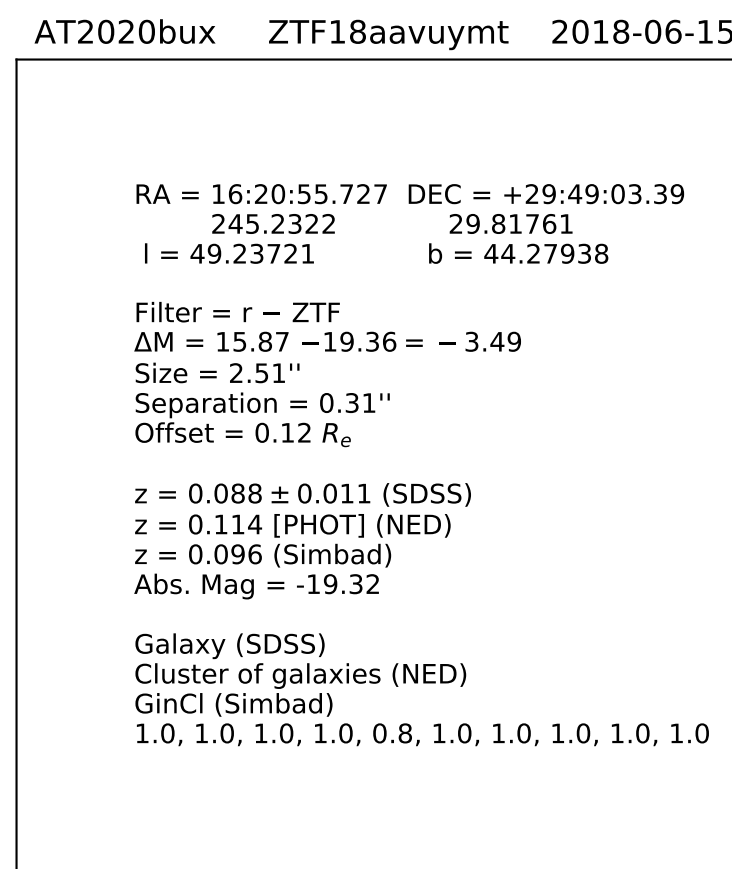 AT2020bux ZTF18aavuymt 2018-06-15
RA = 16:20:55.727 DEC = +29:49:03.39
245.2322 29.81761
l = 49.23721 b = 44.27938
Filter = r − ZTF
ΔM = 15.87 −19.36 = − 3.49
Size = 2.51''
Separation = 0.31''
Offset = 0.12 Re
z = 0.088 ± 0.011 (SDSS)
z = 0.114 [PHOT] (NED)
z = 0.096 (Simbad)
Abs. Mag = -19.32
Galaxy (SDSS)
Cluster of galaxies (NED)
GinCl (Simbad)
1.0, 1.0, 1.0, 1.0, 0.8, 1.0, 1.0, 1.0, 1.0, 1.0